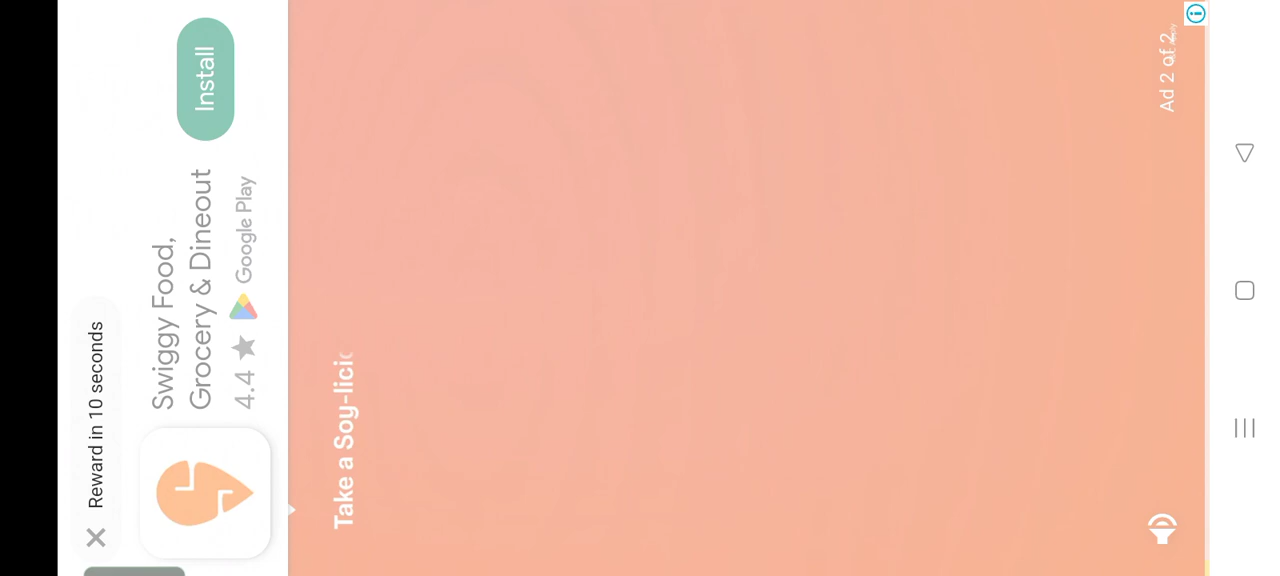 Reward in 10 seconds
Swiggy Food,
Grocery & Dineout
4.4 ★ Google Play
Install
Take a Soy-lici
Ad 2 of 2